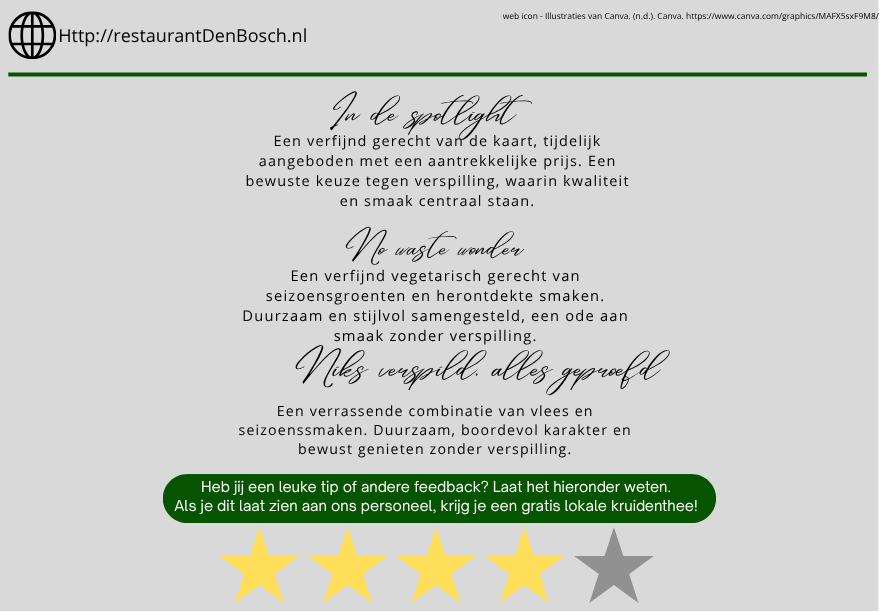 web icon - Illustraties van Canva. (n.d.). Canva. https://www.canva.com/graphics/MAFX5sxF9M8/
Http://restaurantDenBosch.nl
In de spotlight
Een verfijnd gerecht van de kaart, tijdelijk
aangeboden met een aantrekkelijke prijs. Een
bewuste keuze tegen verspilling, waarin kwaliteit
en smaak centraal staan.
No waste wonder
Een verfijnd vegetarisch gerecht van
seizoensgroenten en herontdekte smaken.
Duurzaam en stijlvol samengesteld, een ode aan
smaak zonder verspilling.
Niks verspild, alles geproefd
Een verrassende combinatie van vlees en
seizoenssmaken. Duurzaam, boordevol karakter en
bewust genieten zonder verspilling.
Heb jij een leuke tip of andere feedback? Laat het hieronder weten.
Als je dit laat zien aan ons personeel, krijg je een gratis lokale kruidenthee!